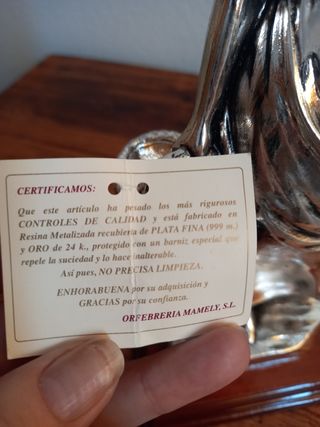 CERTIFICAMOS:
Que este artículo ha pesado los más rigurosos
CONTROLES DE CALIDAD y está fabricado en
Resina Metalizada recubierta de PLATA FINA (999 m.)
y ORO de 24 k., protegido con un barniz especial que
repele la suciedad y lo hace inalterable.
Así pues, NO PRECISA LIMPIEZA.
ENHORABUENA por su adquisición y
GRACIAS por su confianza.
ORFEBRERIA MAMELY, S.L.